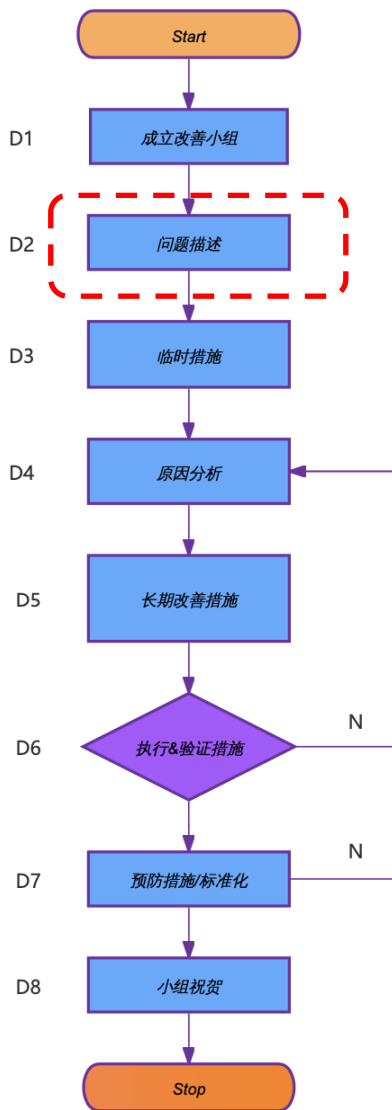 Start
D1
成立改善小组
D2
问题描述
D3
临时措施
D4
原因分析
D5
长期改善措施
D6
执行&验证措施
N
D7
预防措施/标准化
N
D8
小组祝贺
Stop